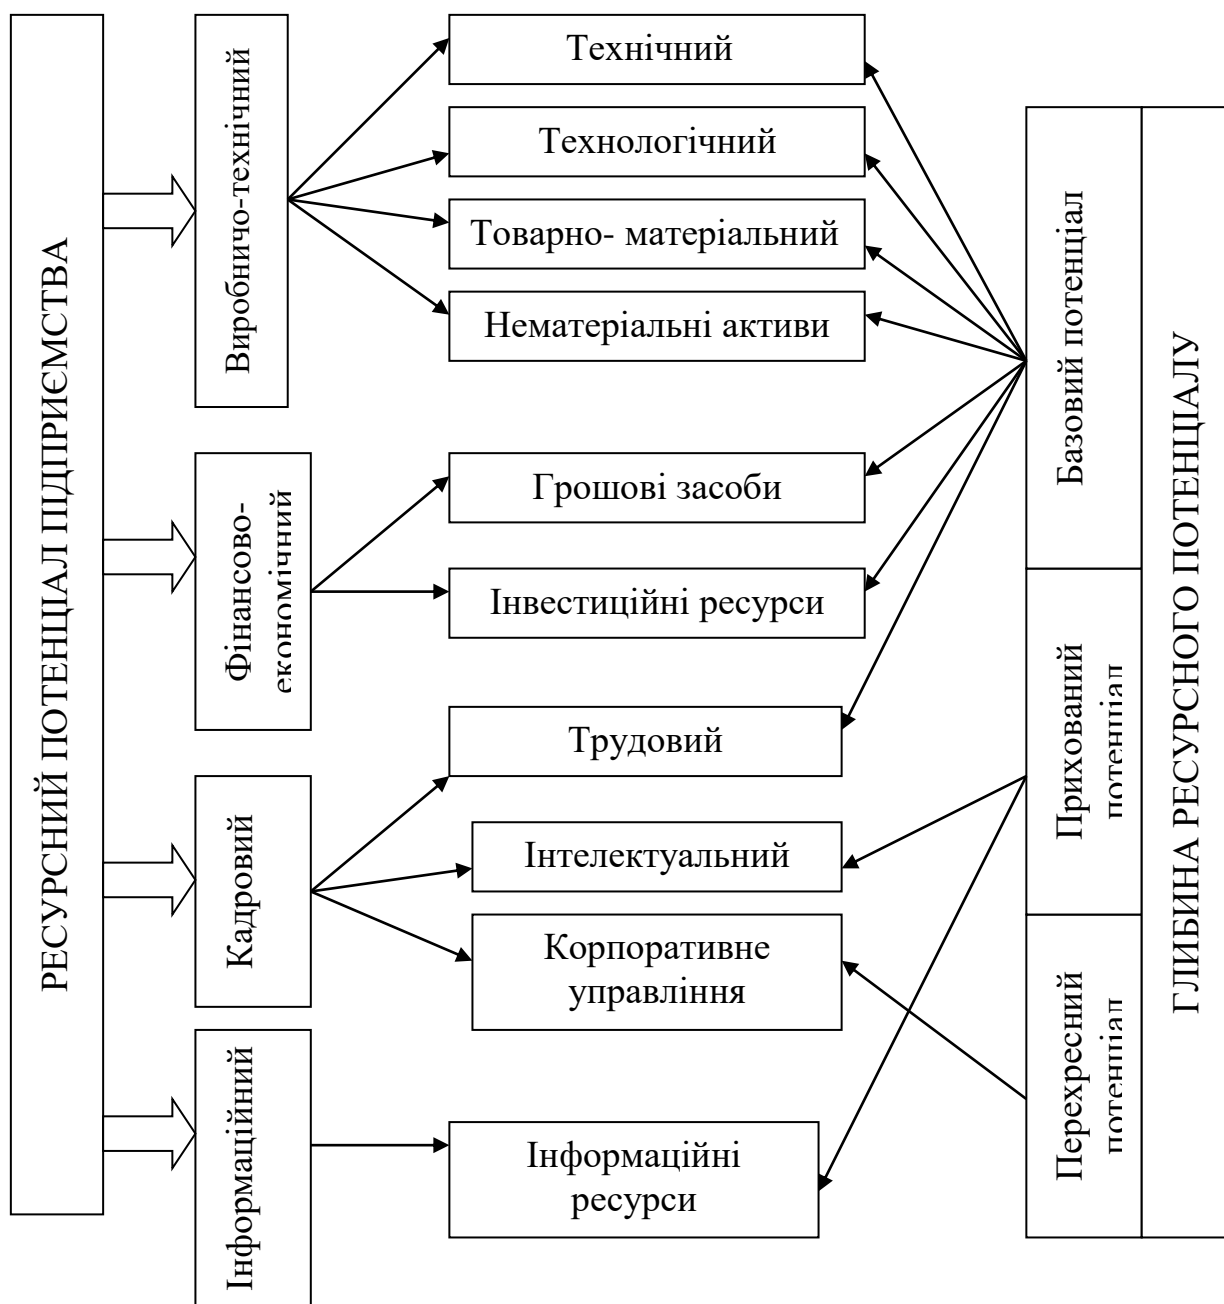 РЕСУРСНИЙ ПОТЕНЦІАЛ ПІДПРИЄМСТВА
Виробничо-технічний
Технічний
Технологічний
Товарно- матеріальний
Нематеріальні активи
Фінансово-
економічний
Грошові засоби
Інвестиційні ресурси
Кадровий
Трудовий
Інтелектуальний
Корпоративне
управління
Інформаційний
Інформаційні
ресурси
Базовий потенціал
Прихований
потенціал
Перехресний
потенціал
ГЛИБИНА РЕСУРСНОГО ПОТЕНЦІАЛУ